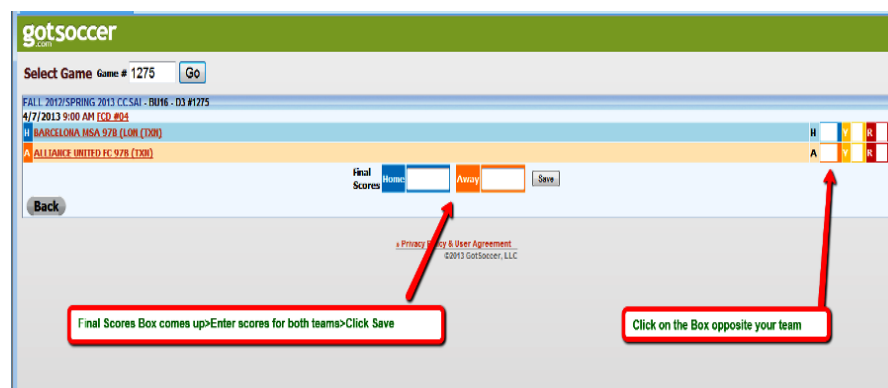 gotsoccer
.com
Select Game Game # 1275 Go
FALL 2012/SPRING 2013 CCSAI - BU16 - D3 #1275
4/7/2013 9:00 AM FCD #04
H BARCELONA MSA 97B (LON (TXN) H Y R
A ALLIANCE UNITED FC 97B (TXN) A Y R
Final Scores Home Away Save
Back
» Privacy Policy & User Agreement
©2013 GotSoccer, LLC
Final Scores Box comes up>Enter scores for both teams>Click Save
Click on the Box opposite your team